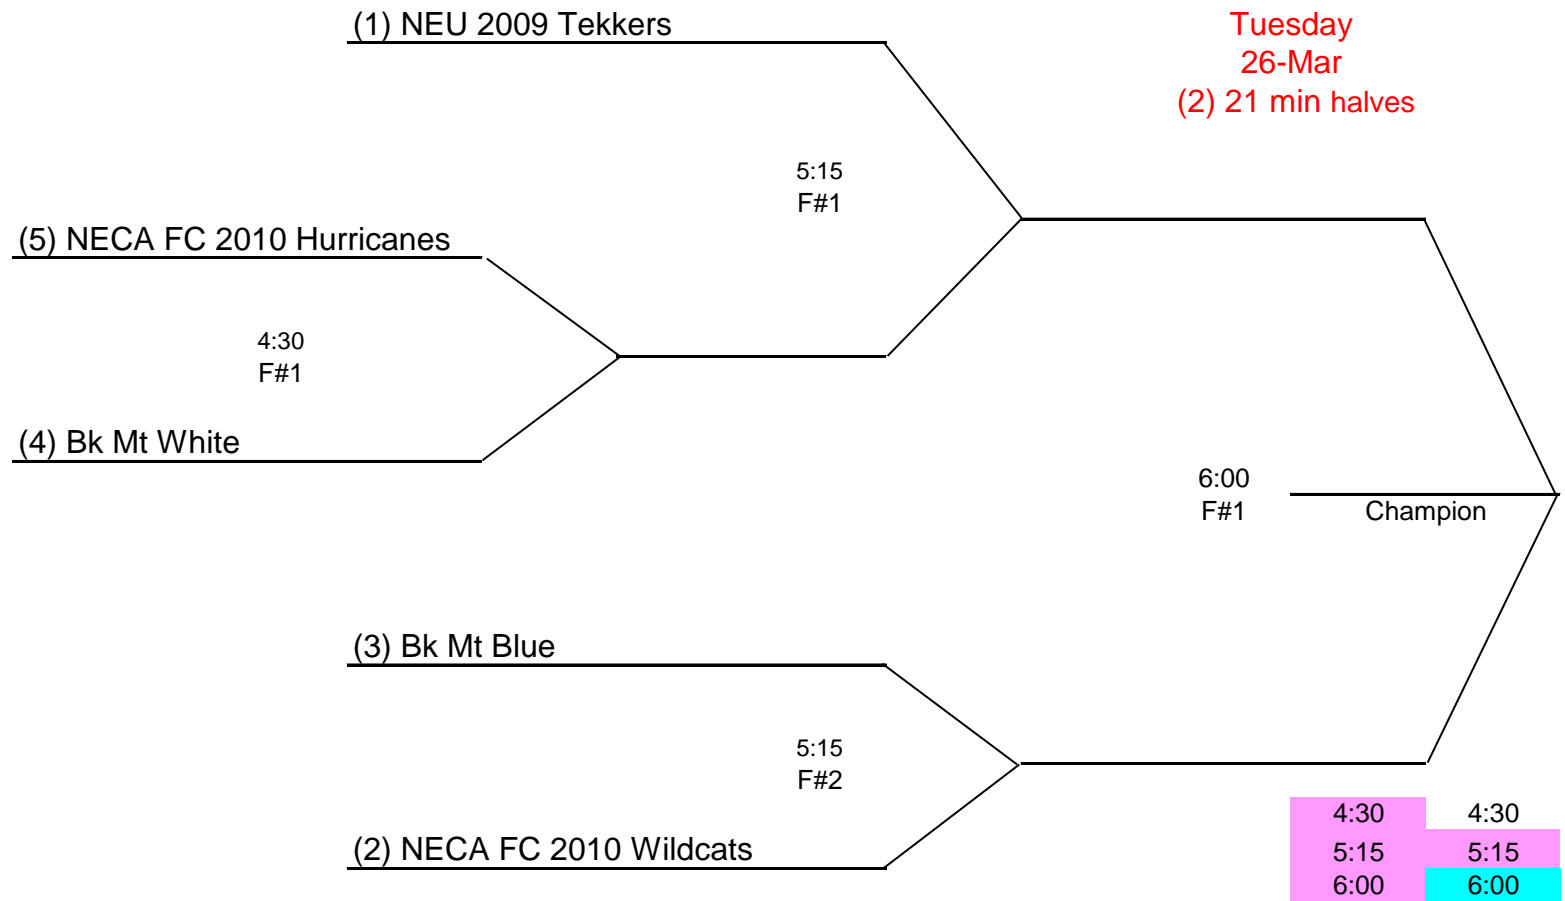 (1) NEU 2009 Tekkers
Tuesday
26-Mar
(2) 21 min halves
5:15
F#1
(5) NECA FC 2010 Hurricanes
4:30
F#1
(4) Bk Mt White
6:00
F#1
Champion
(3) Bk Mt Blue
5:15
F#2
(2) NECA FC 2010 Wildcats
4:30 4:30
5:15 5:15
6:00 6:00